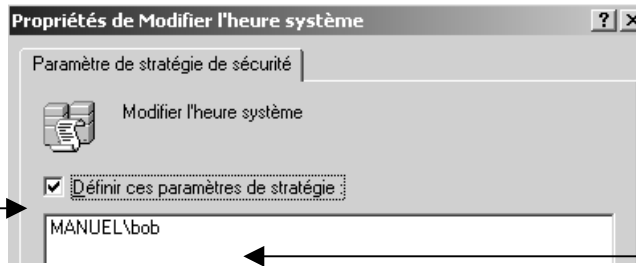 Propriétés de Modifier l'heure système
Paramètre de stratégie de sécurité
Modifier l'heure système
Définir ces paramètres de stratégie :
MANUEL\bob